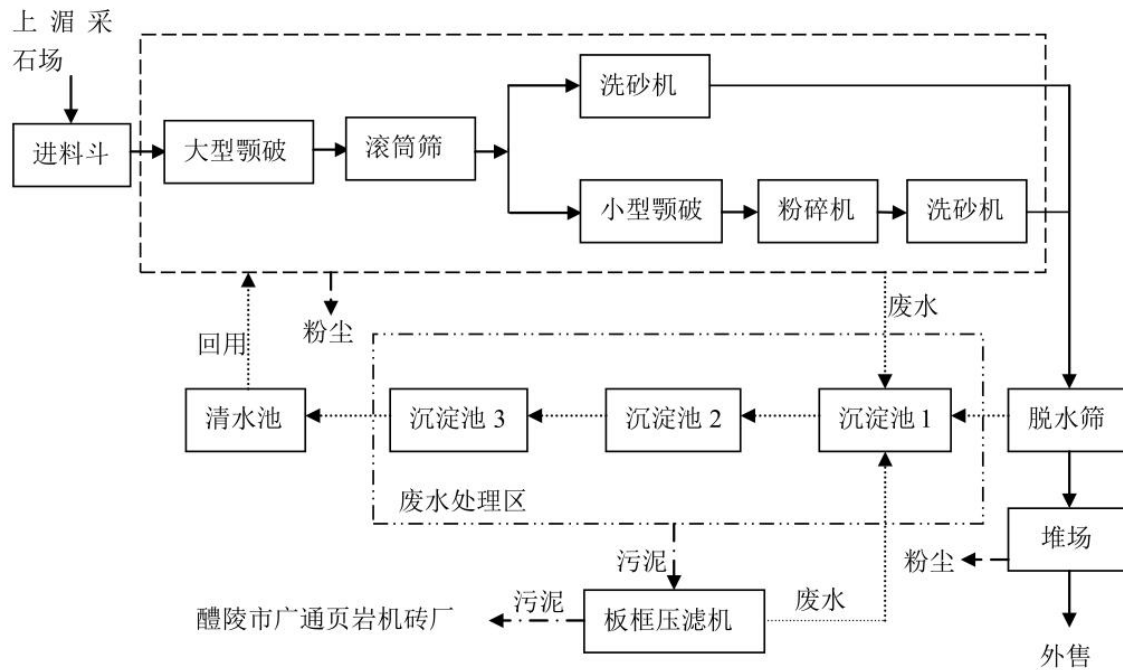 上湄采
石场
洗砂机
进料斗
大型颚破
滚筒筛
小型颚破
粉碎机
洗砂机
粉尘
废水
回用
清水池
沉淀池 3
沉淀池 2
沉淀池 1
脱水筛
废水处理区
堆场
粉尘
污泥
污泥
废水
醴陵市广通页岩机砖厂
板框压滤机
外售